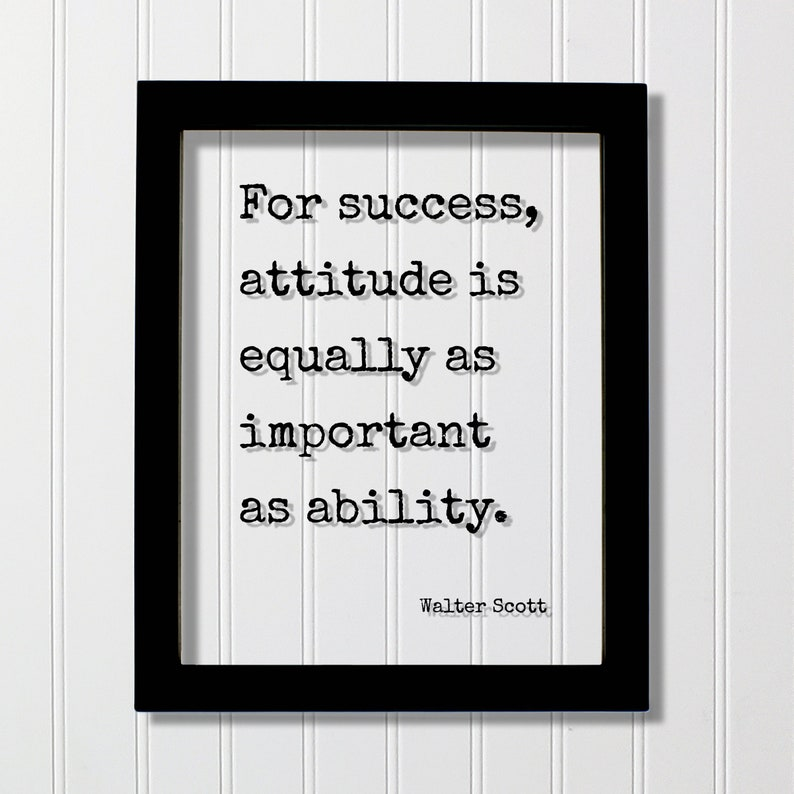 For success,
attitude is
equally as
important
as ability.
Walter Scott